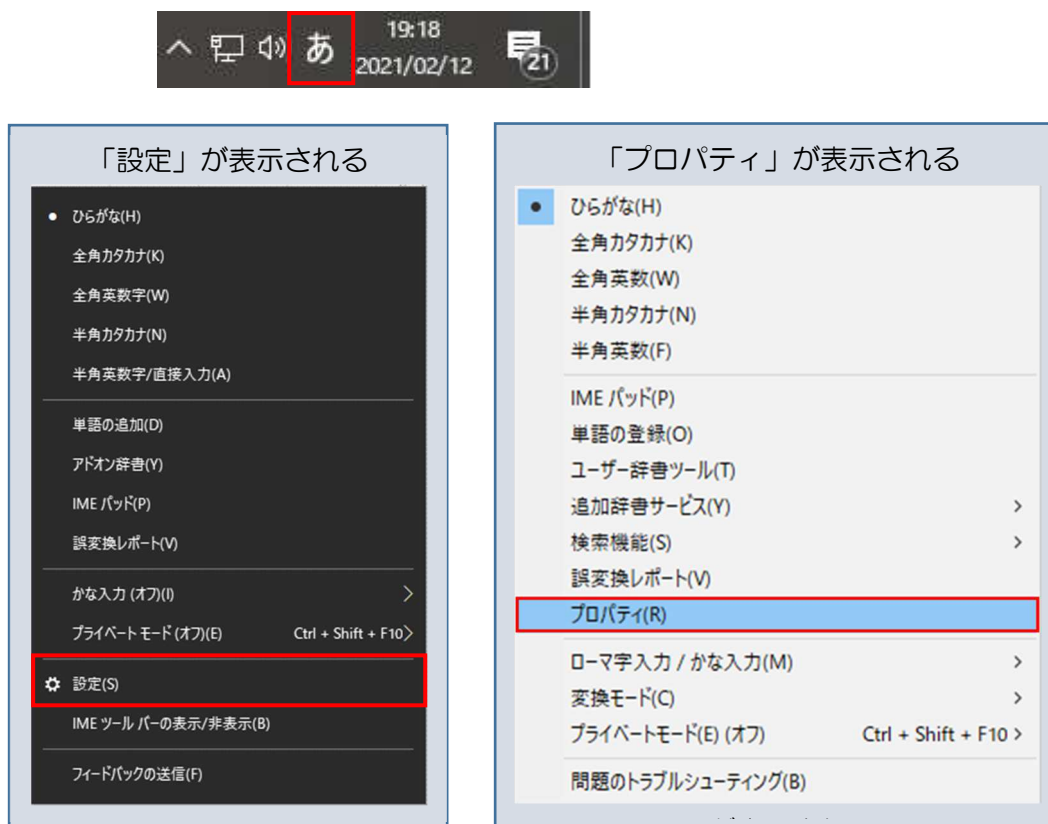 あ
19:18
2021/02/12
21
「設定」が表示される
ひらがな(H)
全角カタカナ(K)
全角英数字(W)
半角カタカナ(N)
半角英数字/直接入力(A)
単語の追加(D)
アドオン辞書(Y)
IME パッド(P)
誤変換レポート(V)
かな入力 (オフ)(I)
プライベート モード (オフ)(E) Ctrl + Shift + F10
設定(S)
IME ツール バーの表示/非表示(B)
フィードバックの送信(F)
「プロパティ」が表示される
ひらがな(H)
全角カタカナ(K)
全角英数(W)
半角カタカナ(N)
半角英数(F)
IME パッド(P)
単語の登録(O)
ユーザー辞書ツール(T)
追加辞書サービス(Y)
検索機能(S)
誤変換レポート(V)
プロパティ(R)
ローマ字入力 / かな入力(M)
変換モード(C)
プライベートモード(E) (オフ) Ctrl + Shift + F10
問題のトラブルシューティング(B)